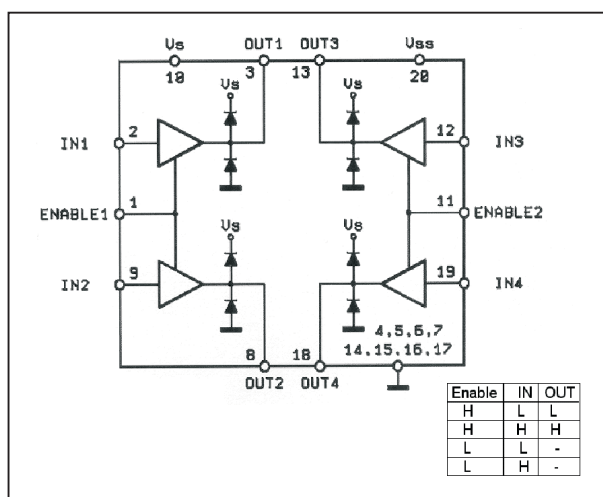 Vs OUT1 OUT3 Vss
10 3 13 20
Vs Vs
IN1 2 12 IN3
ENABLE1 1 11 ENABLE2
Vs Vs
IN2 9 19 IN4
4,5,6,7
8 18 14,15,16,17
OUT2 OUT4
Enable IN OUT
H L L
H H H
L L -
L H -